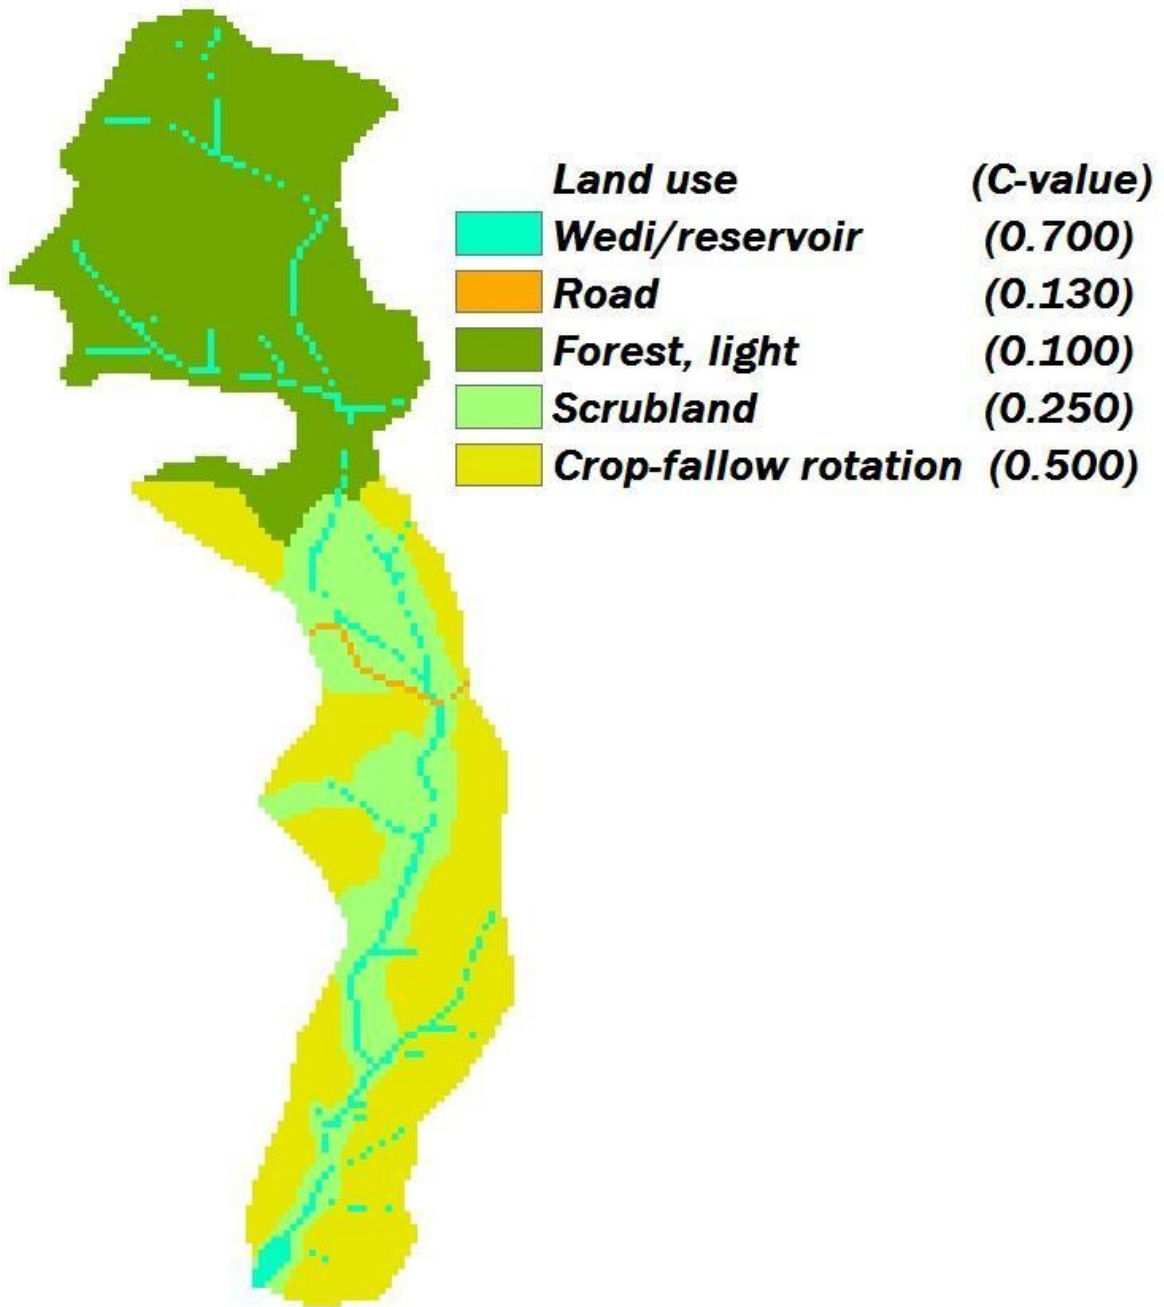 Land use (C-value)
Wedi/reservoir (0.700)
Road (0.130)
Forest, light (0.100)
Scrubland (0.250)
Crop-fallow rotation (0.500)